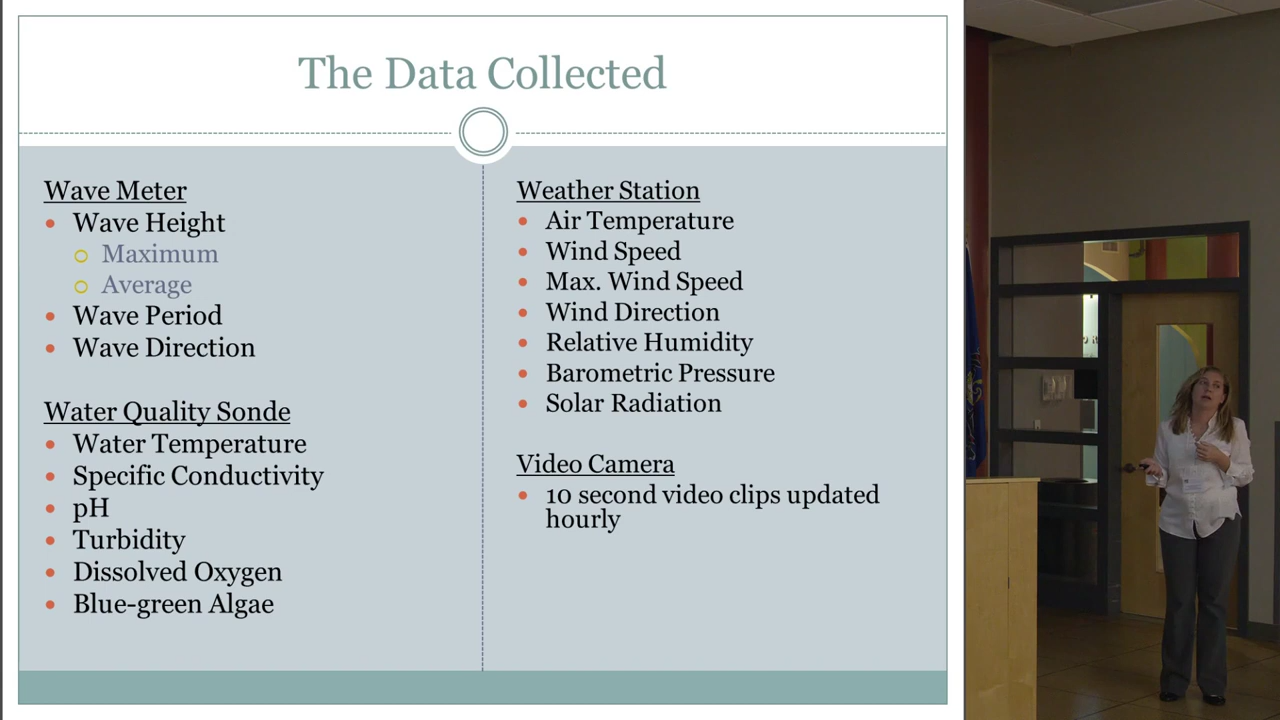 The Data Collected
Wave Meter
• Wave Height
o Maximum
o Average
• Wave Period
• Wave Direction
Water Quality Sonde
• Water Temperature
• Specific Conductivity
• pH
• Turbidity
• Dissolved Oxygen
• Blue-green Algae
Weather Station
• Air Temperature
• Wind Speed
• Max. Wind Speed
• Wind Direction
• Relative Humidity
• Barometric Pressure
• Solar Radiation
Video Camera
• 10 second video clips updated
hourly